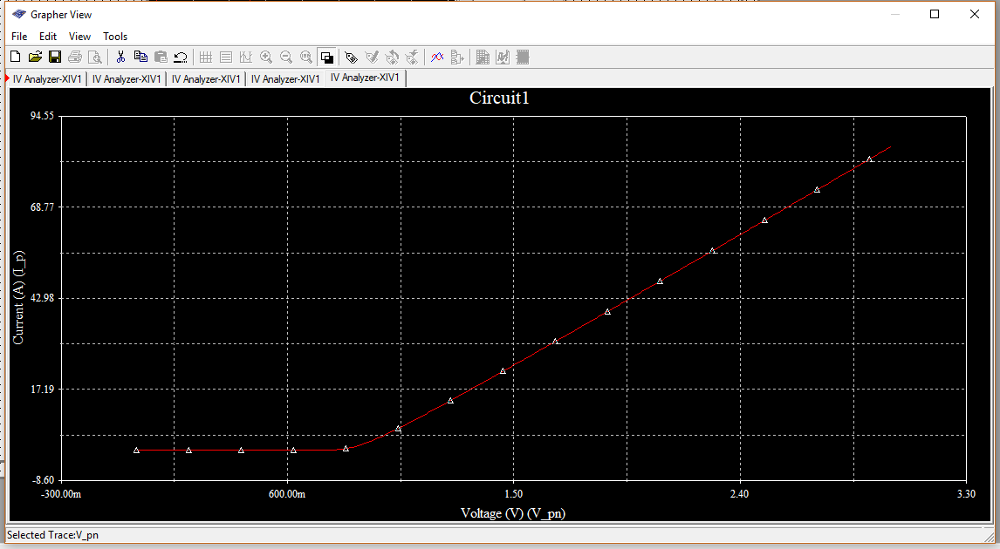 Grapher View
File Edit View Tools
IV Analyzer-XIV1 IV Analyzer-XIV1 IV Analyzer-XIV1 IV Analyzer-XIV1 IV Analyzer-XIV1
Circuit1
94.55
68.77
42.98
17.19
-8.60
Current (A) (I_p)
-300.00m 600.00m 1.50 2.40 3.30
Voltage (V) (V_pn)
Selected Trace:V_pn